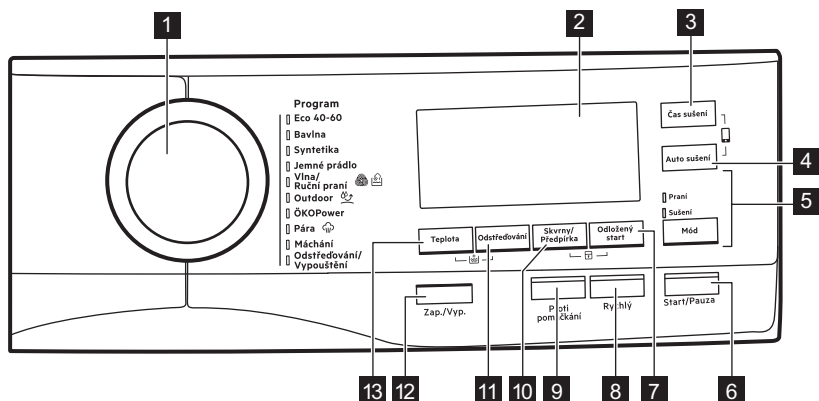 1
2
3
Program
Eco 40-60
Bavlna
Syntetika
Jemné prádlo
Vlna/
Ruční praní
Outdoor
ÖKOPower
Pára
Máchání
Odstřeďování/
Vypouštění
Čas sušení
Auto sušení
4
5
Praní
Sušení
Mód
Teplota
Odstřeďování
Skvrny/
Předpírka
Odložený
start
Zap./Vyp.
Proti
pomačkání
Rychlý
Start/Pauza
13
12
11
10
9
8
7
6